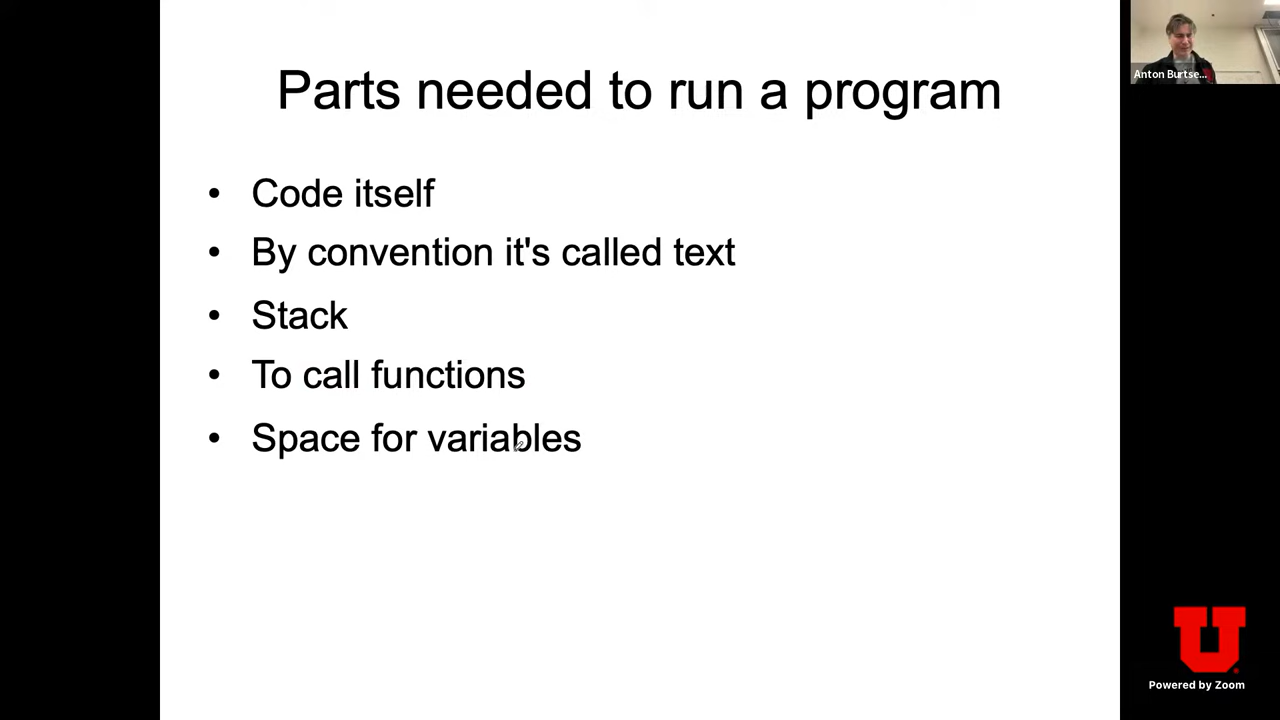 Parts needed to run a program
• Code itself
• By convention it's called text
• Stack
• To call functions
• Space for variables
Anton Burtse...
U
Powered by Zoom